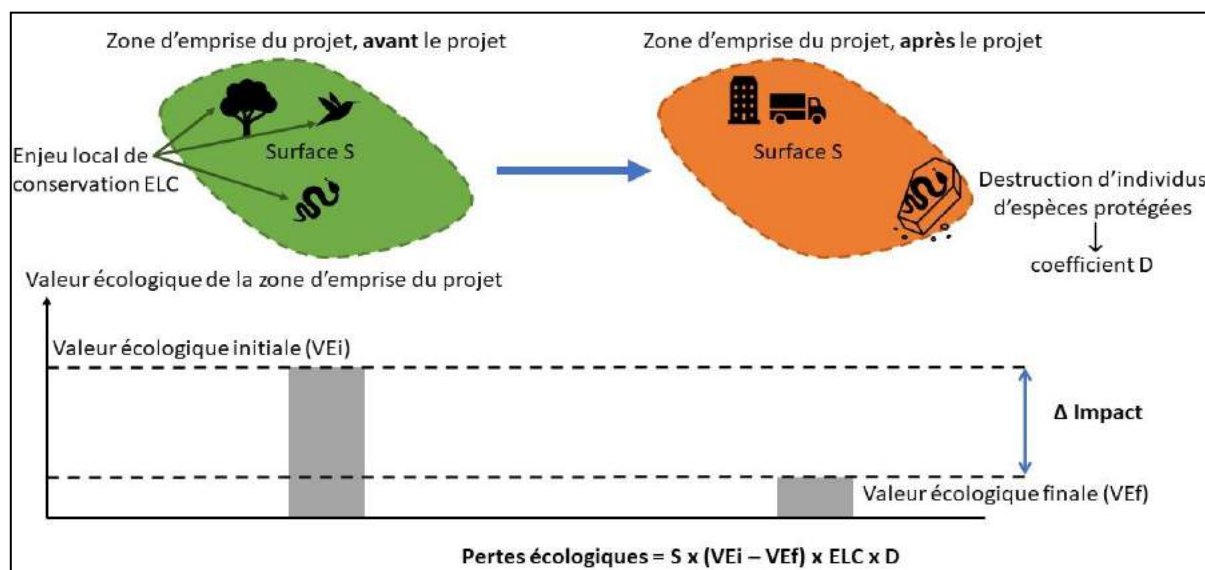 Zone d'emprise du projet, avant le projet
Zone d'emprise du projet, après le projet
Enjeu local de
conservation ELC
Surface S
Surface S
Destruction d'individus
d'espèces protégées
coefficient D
Valeur écologique de la zone d'emprise du projet
Valeur écologique initiale (VEi)
Δ Impact
Valeur écologique finale (VEf)
Pertes écologiques = S x (VEi – VEf) x ELC x D